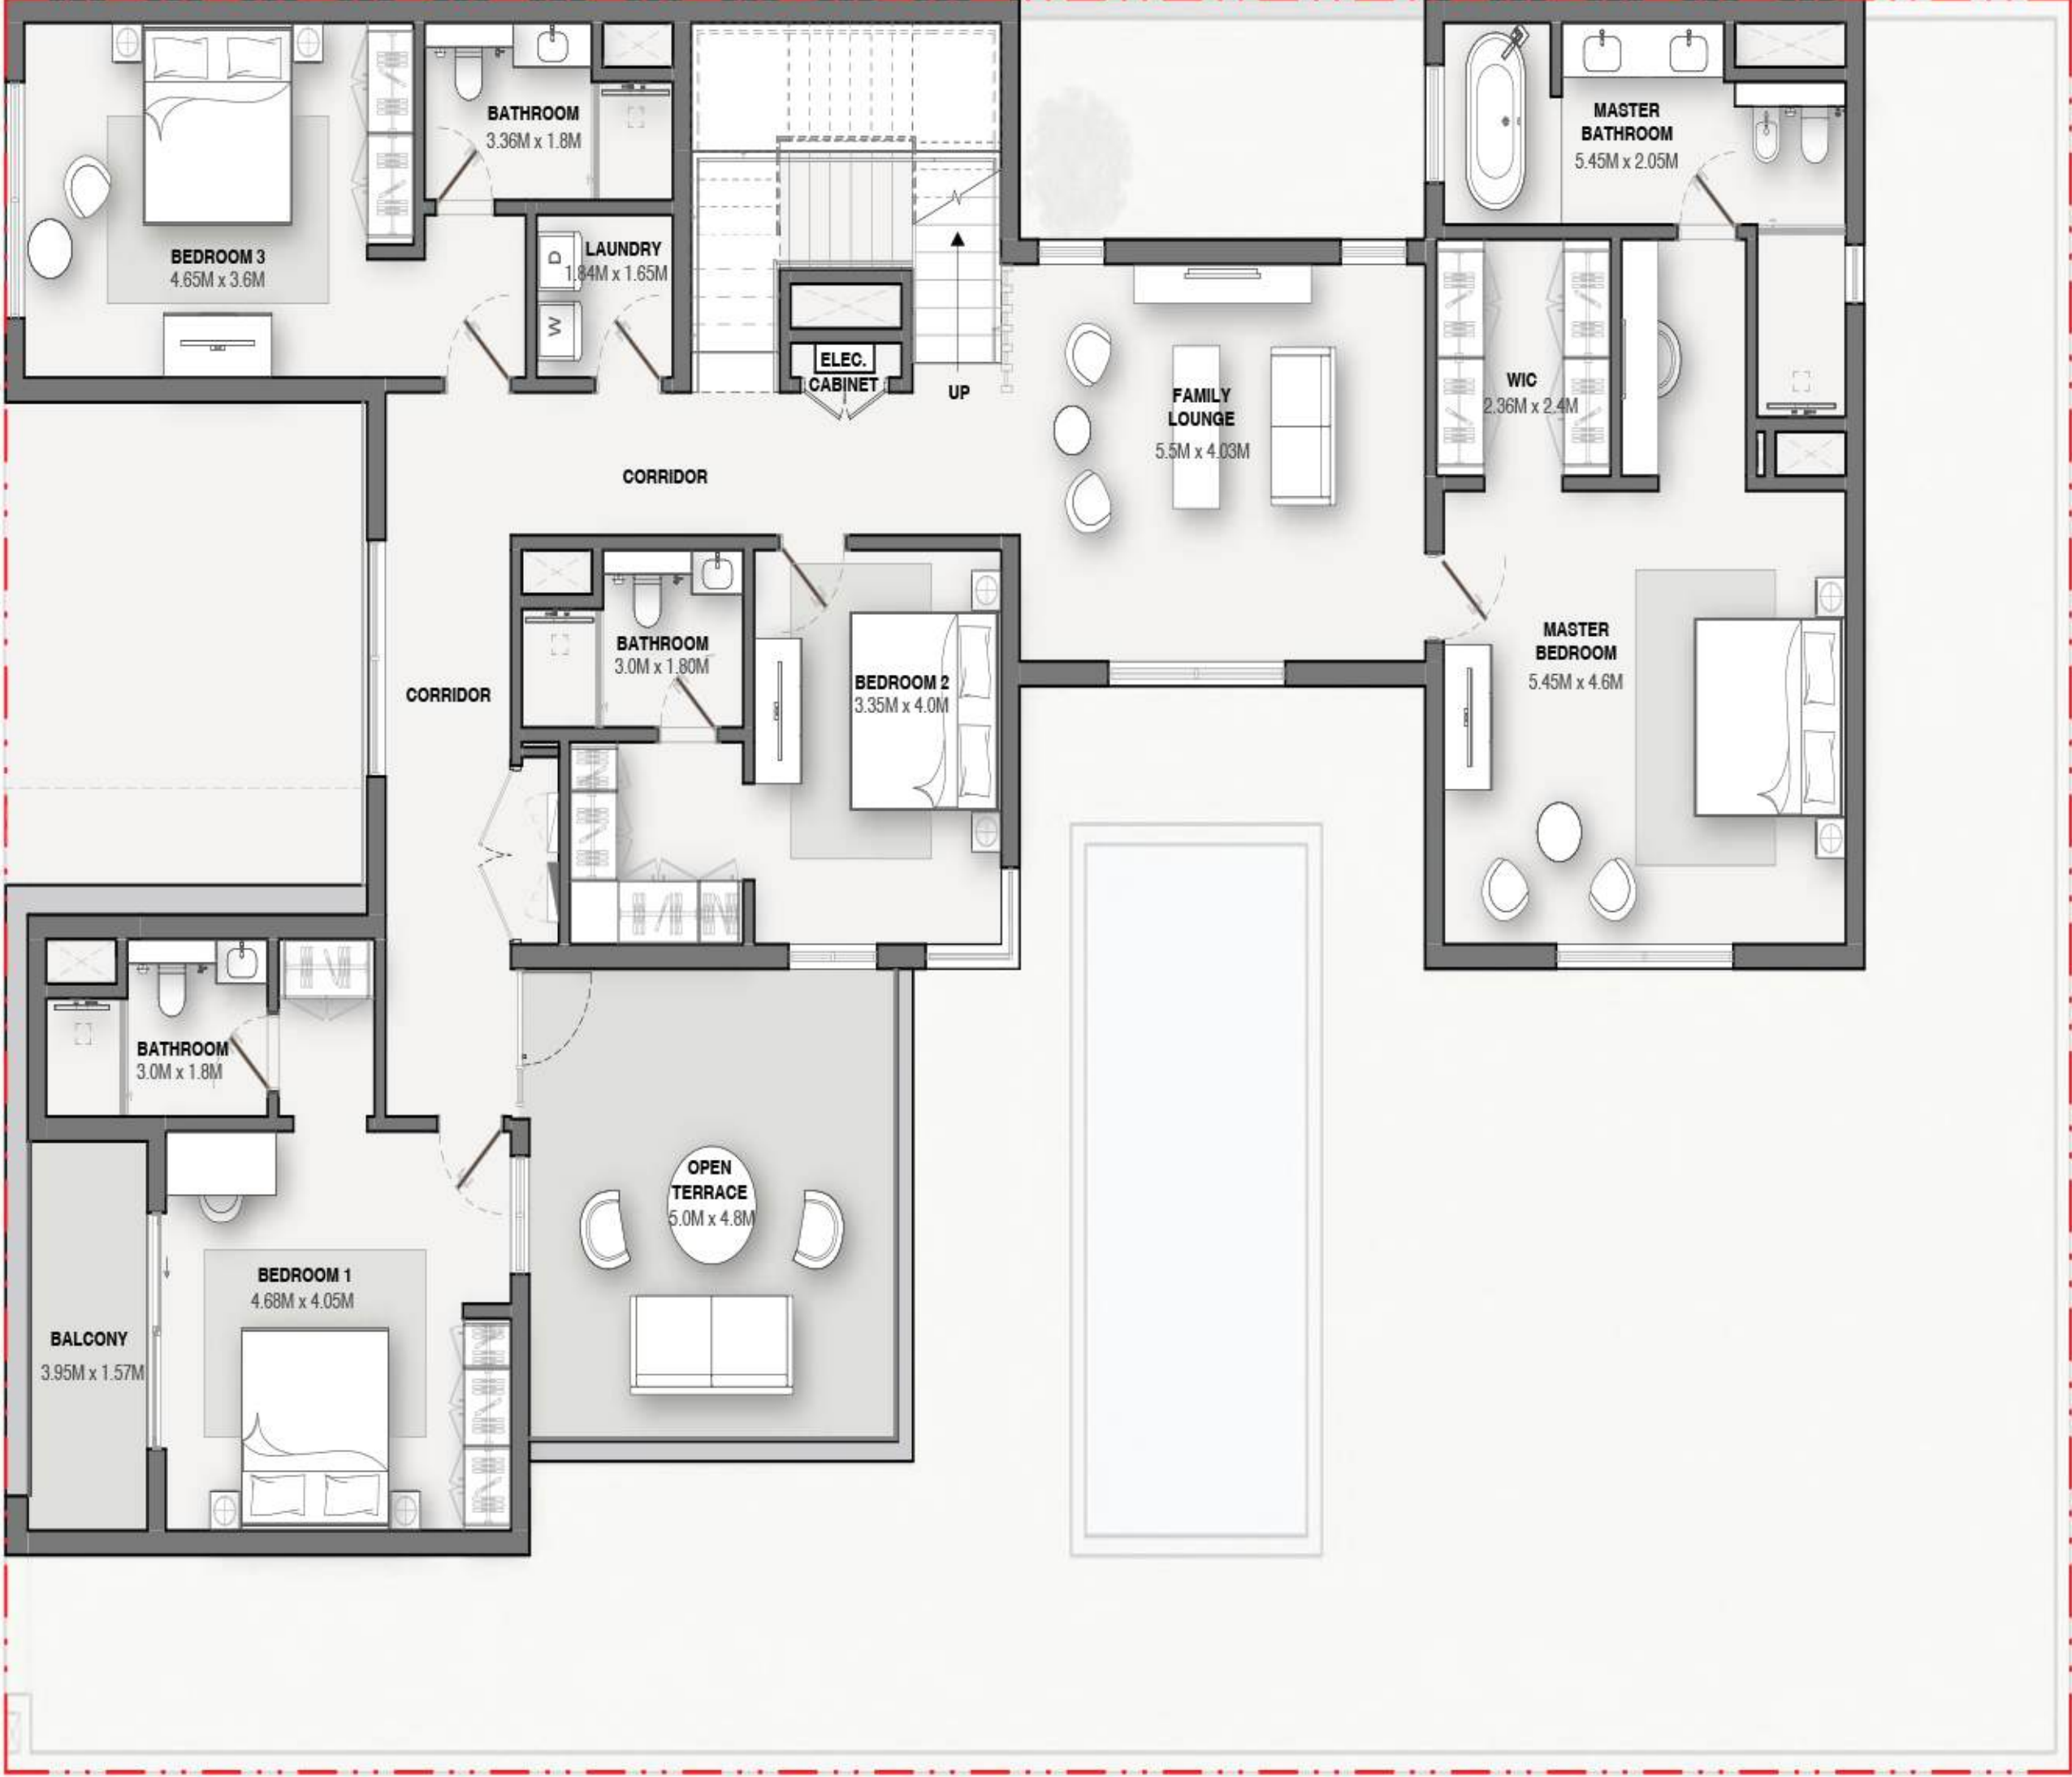 BATHROOM
3.36M x 1.8M
MASTER
BATHROOM
5.45M x 2.05M
BEDROOM 3
4.65M x 3.6M
LAUNDRY
1.84M x 1.65M
D
W
ELEC.
CABINET
UP
FAMILY
LOUNGE
5.5M x 4.03M
WIC
2.36M x 2.4M
CORRIDOR
BATHROOM
3.0M x 1.80M
BEDROOM 2
3.35M x 4.0M
MASTER
BEDROOM
5.45M x 4.6M
CORRIDOR
BATHROOM
3.0M x 1.8M
OPEN
TERRACE
5.0M x 4.8M
BEDROOM 1
4.68M x 4.05M
BALCONY
3.95M x 1.57M